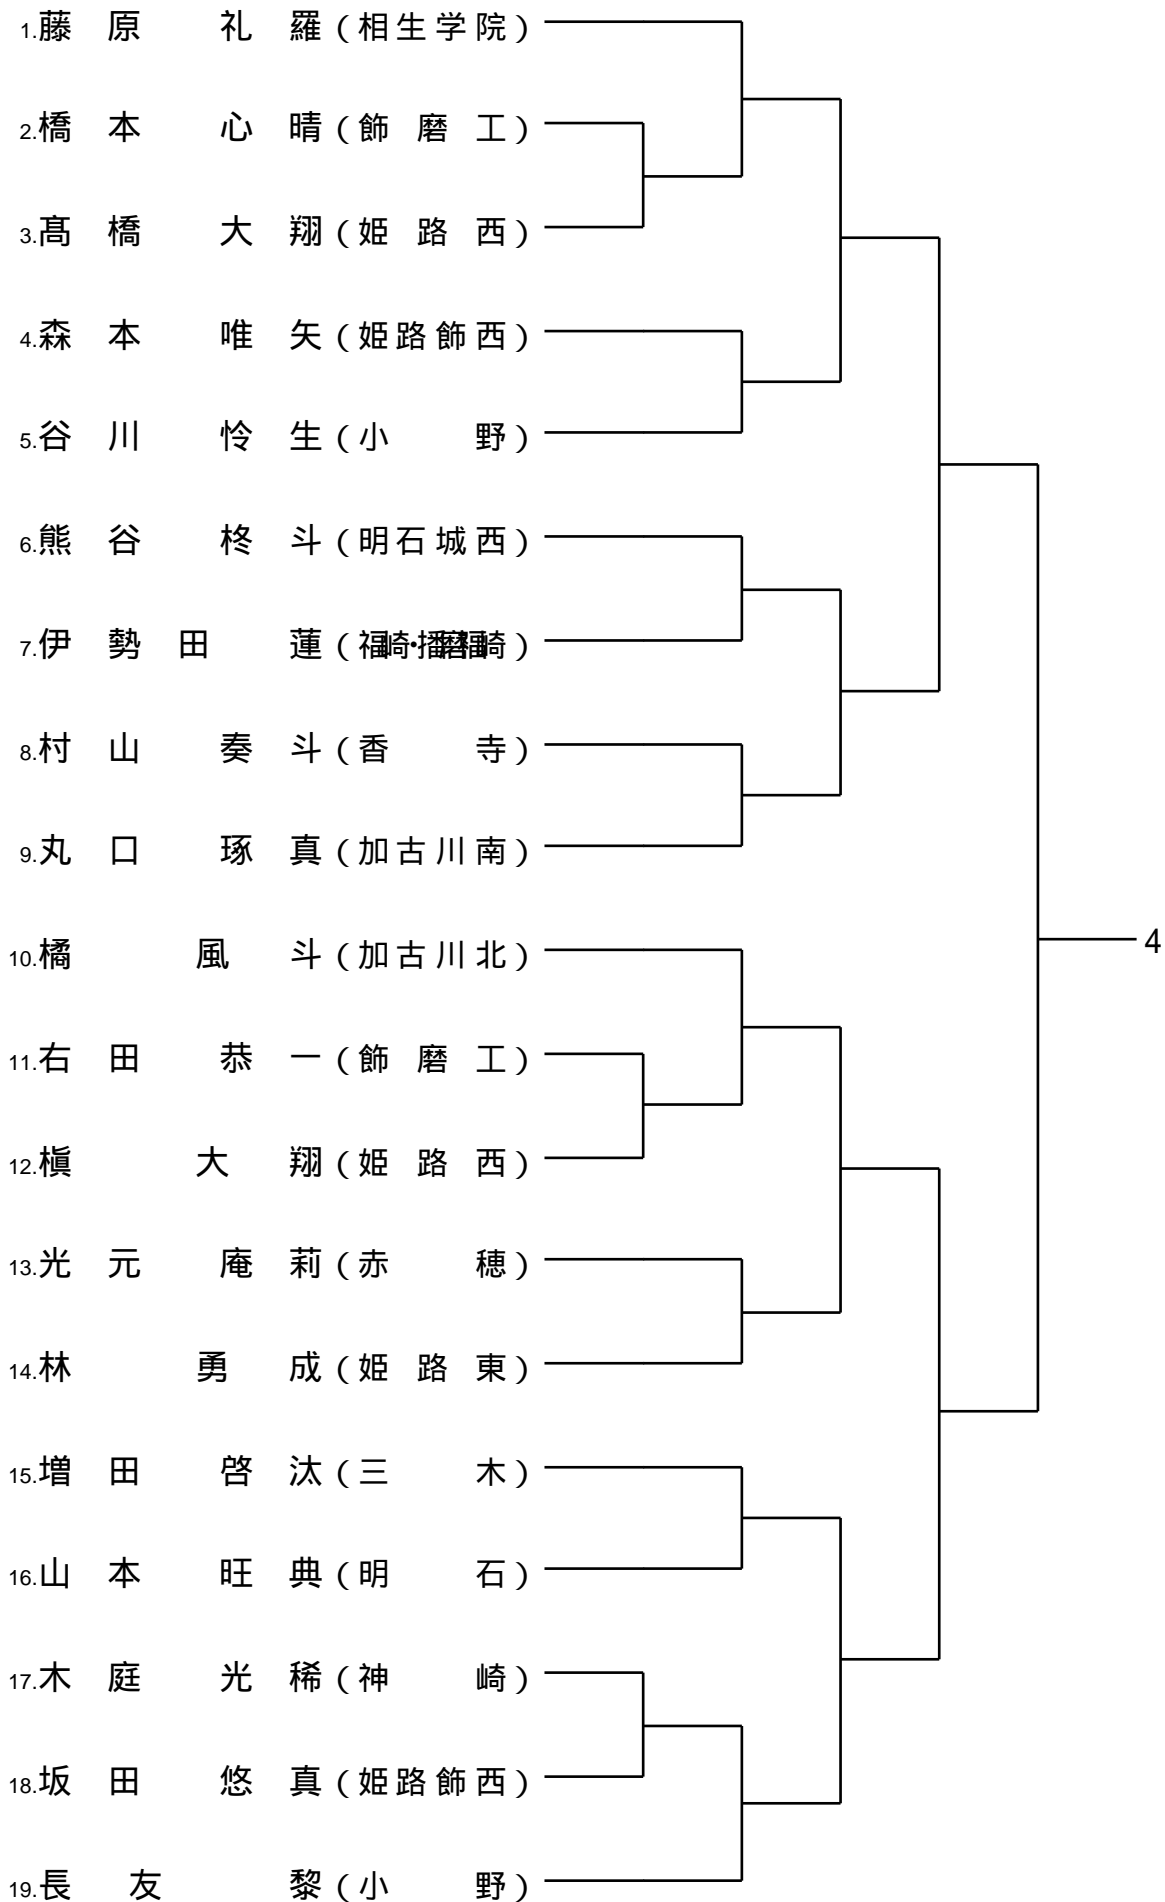 1.藤原 礼羅(相生学院)
2.橋本 心晴(飾磨工)
3.髙橋 大翔(姫路西)
4.森本 唯矢(姫路飾西)
5.谷川 怜生(小野)
6.熊谷 柊斗(明石城西)
7.伊勢田 蓮(福崎・播磨福崎)
8.村山 奏斗(香寺)
9.丸口 琢真(加古川南)
10.橘 風斗(加古川北)
4
11.右田 恭一(飾磨工)
12.槇 大翔(姫路西)
13.光元 庵莉(赤穂)
14.林 勇成(姫路東)
15.増田 啓汰(三木)
16.山本 旺典(明石)
17.木庭 光稀(神崎)
18.坂田 悠真(姫路飾西)
19.長友 黎(小野)